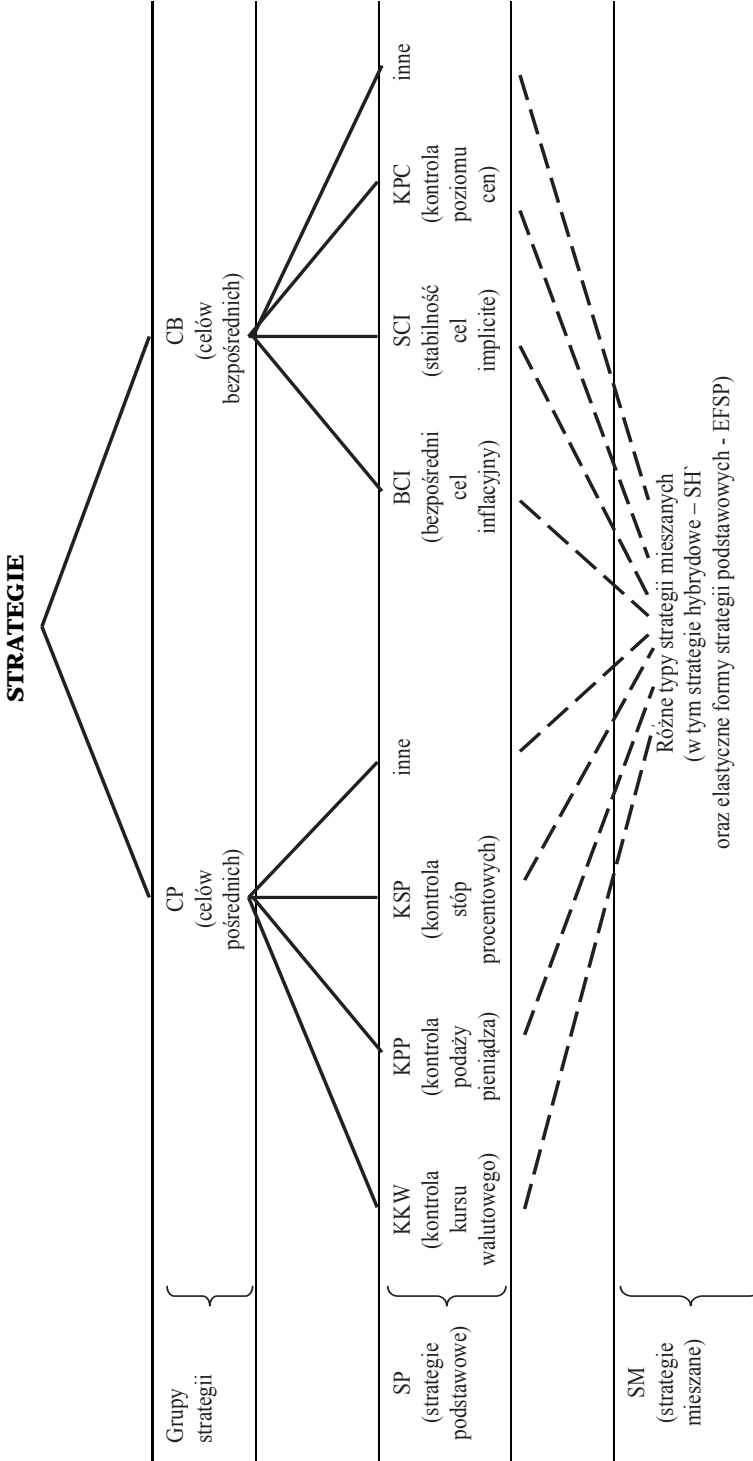 STRATEGIE
Grupy
strategii
CP
(celów
pośrednich)
CB
(celów
bezpośrednich)
SP
(strategie
podstawowe)
KKW
(kontrola
kursu
walutowego)
KPP
(kontrola
podaży
pieniądza)
KSP
(kontrola
stóp
procentowych)
inne
BCI
(bezpośredni
cel
inflacyjny)
SCI
(stabilność
cel
implicite)
KPC
(kontrola
poziomu
cen)
inne
SM
(strategie
mieszane)
Różne typy strategii mieszanych
(w tym strategie hybrydowe – SH
oraz elastyczne formy strategii podstawowych - EFSP)